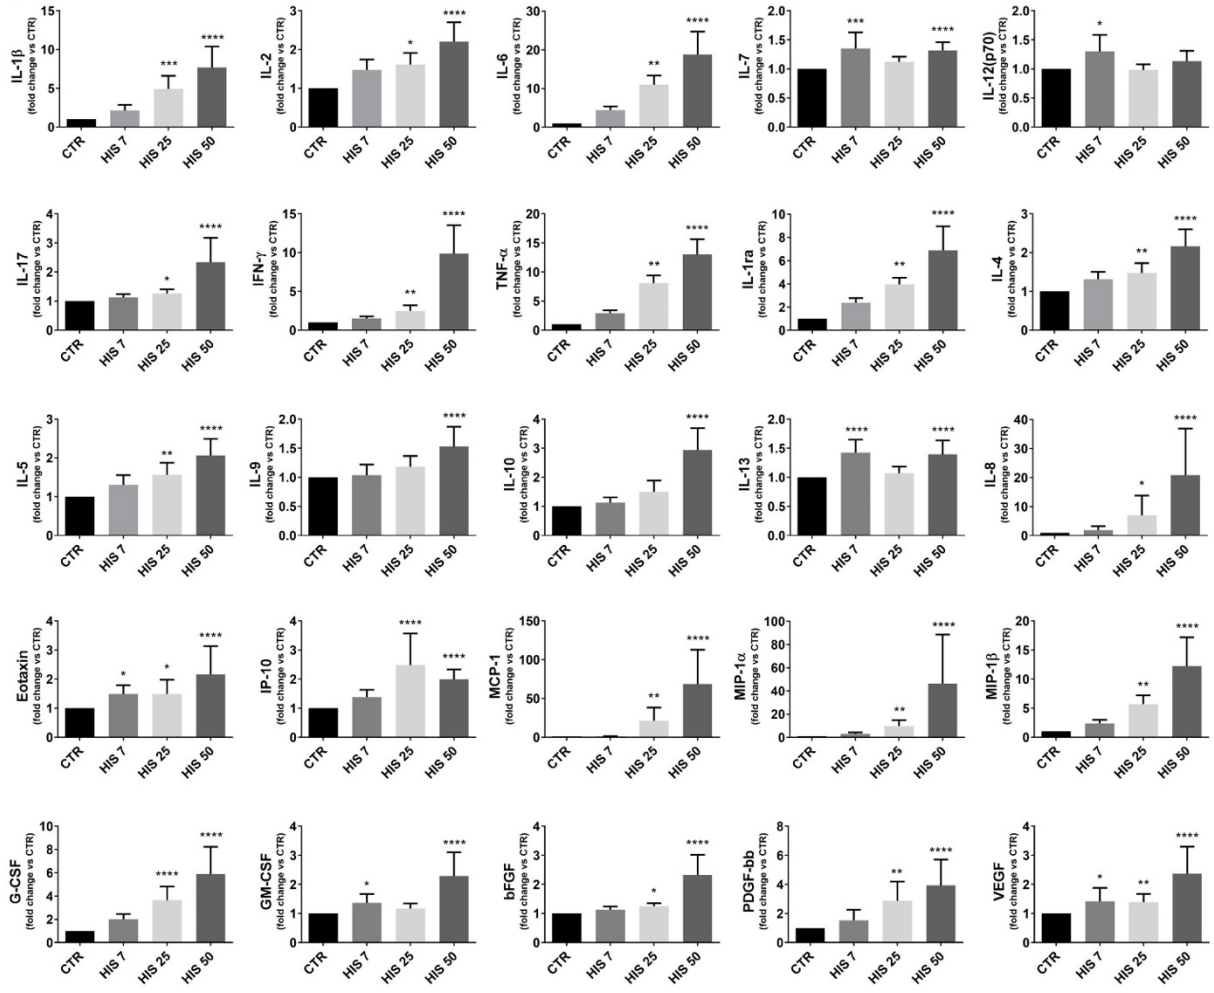 IL-1β
(fold change vs CTR)
15
10
5
0
***
****
CTR
HIS 7
HIS 25
HIS 50
IL-2
(fold change vs CTR)
3
2
1
0
*
****
CTR
HIS 7
HIS 25
HIS 50
IL-6
(fold change vs CTR)
30
20
10
0
**
****
CTR
HIS 7
HIS 25
HIS 50
IL-7
(fold change vs CTR)
2.0
1.5
1.0
0.5
0.0
***
****
CTR
HIS 7
HIS 25
HIS 50
IL-12(p70)
(fold change vs CTR)
2.0
1.5
1.0
0.5
0.0
*
CTR
HIS 7
HIS 25
HIS 50
IL-17
(fold change vs CTR)
4
3
2
1
0
*
****
CTR
HIS 7
HIS 25
HIS 50
IFN-γ
(fold change vs CTR)
15
10
5
0
**
****
CTR
HIS 7
HIS 25
HIS 50
TNF-α
(fold change vs CTR)
20
15
10
5
0
**
****
CTR
HIS 7
HIS 25
HIS 50
IL-1ra
(fold change vs CTR)
10
8
6
4
2
0
**
****
CTR
HIS 7
HIS 25
HIS 50
IL-4
(fold change vs CTR)
3
2
1
0
**
****
CTR
HIS 7
HIS 25
HIS 50
IL-5
(fold change vs CTR)
3
2
1
0
**
****
CTR
HIS 7
HIS 25
HIS 50
IL-9
(fold change vs CTR)
2.0
1.5
1.0
0.5
0.0
****
CTR
HIS 7
HIS 25
HIS 50
IL-10
(fold change vs CTR)
4
3
2
1
0
****
CTR
HIS 7
HIS 25
HIS 50
IL-13
(fold change vs CTR)
2.0
1.5
1.0
0.5
0.0
****
****
CTR
HIS 7
HIS 25
HIS 50
IL-8
(fold change vs CTR)
40
30
20
10
0
*
****
CTR
HIS 7
HIS 25
HIS 50
Eotaxin
(fold change vs CTR)
4
3
2
1
0
*
*
****
CTR
HIS 7
HIS 25
HIS 50
IP-10
(fold change vs CTR)
4
3
2
1
0
****
****
CTR
HIS 7
HIS 25
HIS 50
MCP-1
(fold change vs CTR)
150
100
50
0
**
****
CTR
HIS 7
HIS 25
HIS 50
MIP-1α
(fold change vs CTR)
100
80
60
40
20
0
**
****
CTR
HIS 7
HIS 25
HIS 50
MIP-1β
(fold change vs CTR)
20
15
10
5
0
**
****
CTR
HIS 7
HIS 25
HIS 50
G-CSF
(fold change vs CTR)
10
8
6
4
2
0
****
****
CTR
HIS 7
HIS 25
HIS 50
GM-CSF
(fold change vs CTR)
4
3
2
1
0
*
****
CTR
HIS 7
HIS 25
HIS 50
bFGF
(fold change vs CTR)
4
3
2
1
0
*
****
CTR
HIS 7
HIS 25
HIS 50
PDGF-bb
(fold change vs CTR)
8
6
4
2
0
**
****
CTR
HIS 7
HIS 25
HIS 50
VEGF
(fold change vs CTR)
4
3
2
1
0
*
**
****
CTR
HIS 7
HIS 25
HIS 50